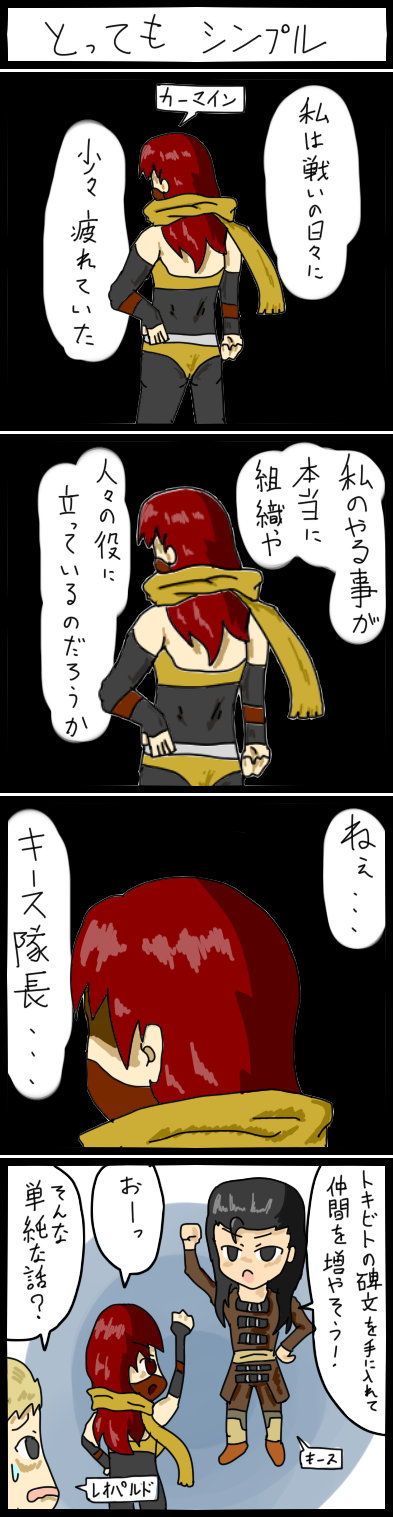 とっても シンプル
カーマイン
私は戦いの日々に
少々 疲れていた
私のやる事が
本当に
組織や
人々の役に
立っているのだろうか
ねぇ・・・
キース隊長・・・
トキビトの碑文を手に入れて
仲間を増やそう!
おーっ
そんな
単純な話?
キース
レオパルド